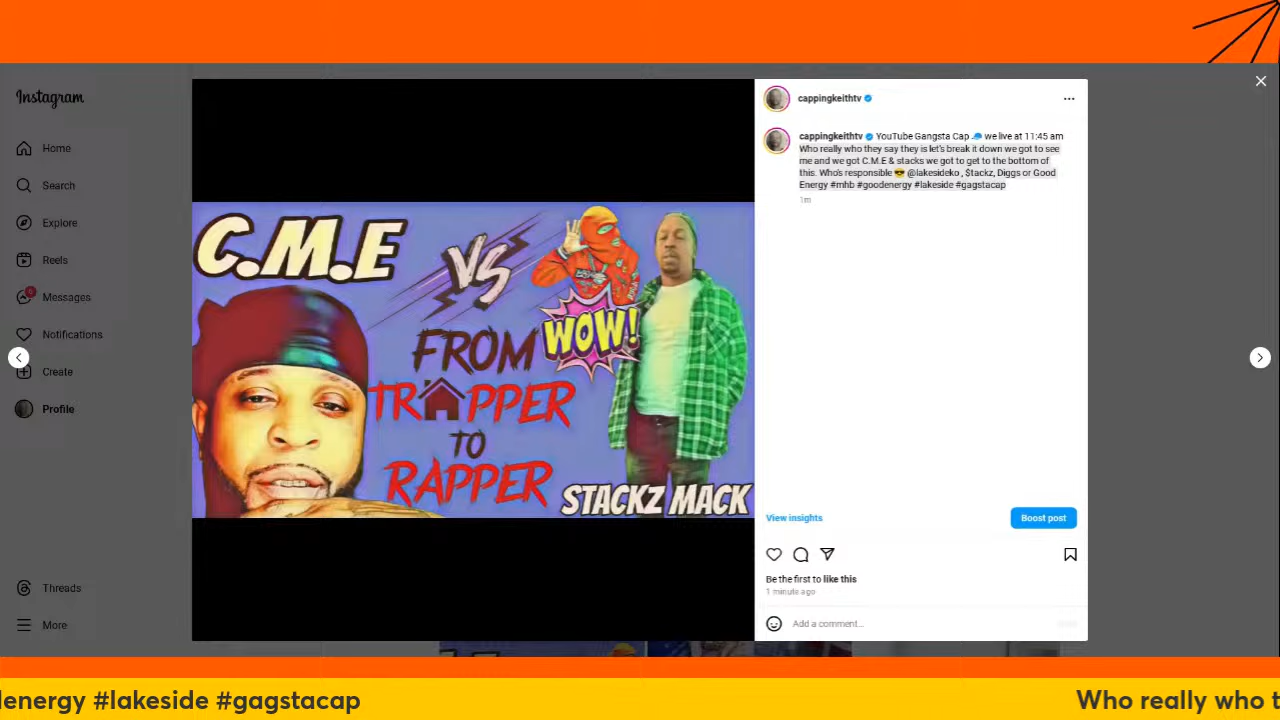 Instagram
Home
Search
Explore
Reels
Messages
Notifications
Create
Profile
Threads
More
C.M.E
VS
FROM
WOW!
TRAPPER
TO
RAPPER
STACKZ MACK
cappingkeithtv
cappingkeithtv YouTube Gangsta Cap 🧢 we live at 11:45 am
Who really who they say they is let's break it down we got to see
me and we got C.M.E & stacks we got to get to the bottom of
this. Who's responsible 😎 @lakesideko , $tackz, Diggs or Good
Energy #mhb #goodenergy #lakeside #gagstacap
1m
View insights
Boost post
Be the first to like this
1 minute ago
Add a comment...
denergy #lakeside #gagstacap
Who really who t